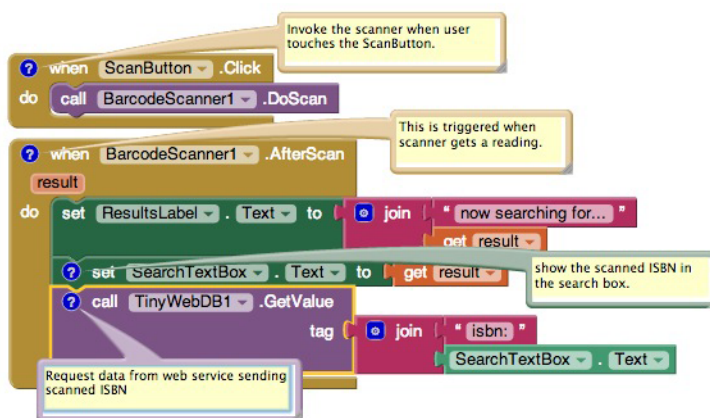 Invoke the scanner when user
touches the ScanButton.
? when ScanButton .Click
do call BarcodeScanner1 .DoScan
This is triggered when
scanner gets a reading.
? when BarcodeScanner1 .AfterScan
result
do set ResultsLabel . Text to join " now searching for... "
get result
? set SearchTextBox . Text to get result
show the scanned ISBN in
the search box.
? call TinyWebDB1 .GetValue
tag join " isbn: "
SearchTextBox . Text
Request data from web service sending
scanned ISBN